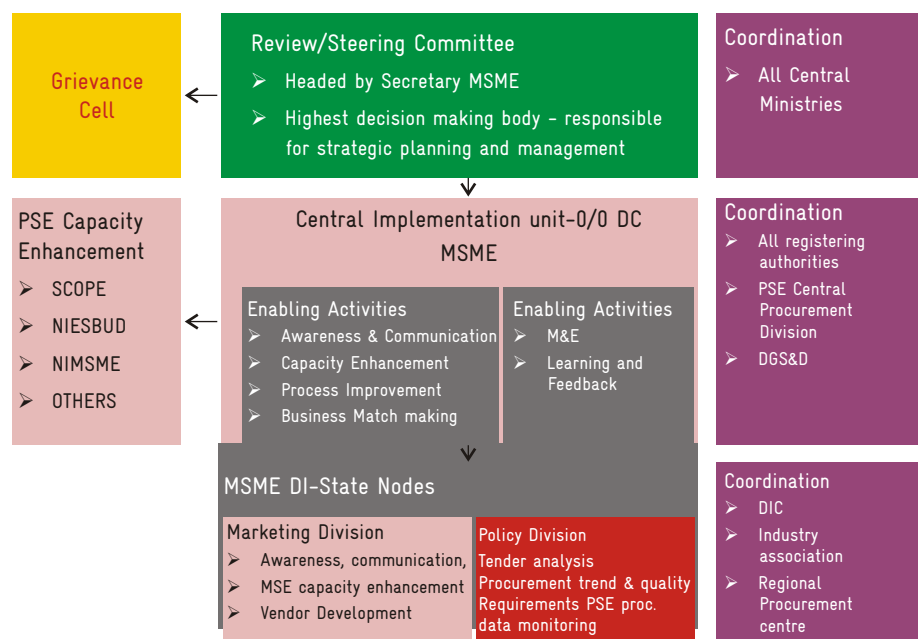 Grievance
Cell
Review/Steering Committee
➢ Headed by Secretary MSME
➢ Highest decision making body - responsible
for strategic planning and management
Coordination
➢ All Central
Ministries
PSE Capacity
Enhancement
➢ SCOPE
➢ NIESBUD
➢ NIMSME
➢ OTHERS
Central Implementation unit-0/0 DC
MSME
Enabling Activities
➢ Awareness & Communication
➢ Capacity Enhancement
➢ Process Improvement
➢ Business Match making
Enabling Activities
➢ M&E
➢ Learning and
Feedback
Coordination
➢ All registering
authorities
➢ PSE Central
Procurement
Division
➢ DGS&D
MSME DI-State Nodes
Marketing Division
➢ Awareness, communication,
➢ MSE capacity enhancement
➢ Vendor Development
Policy Division
Tender analysis
Procurement trend & quality
Requirements PSE proc.
data monitoring
Coordination
➢ DIC
➢ Industry
association
➢ Regional
Procurement
centre